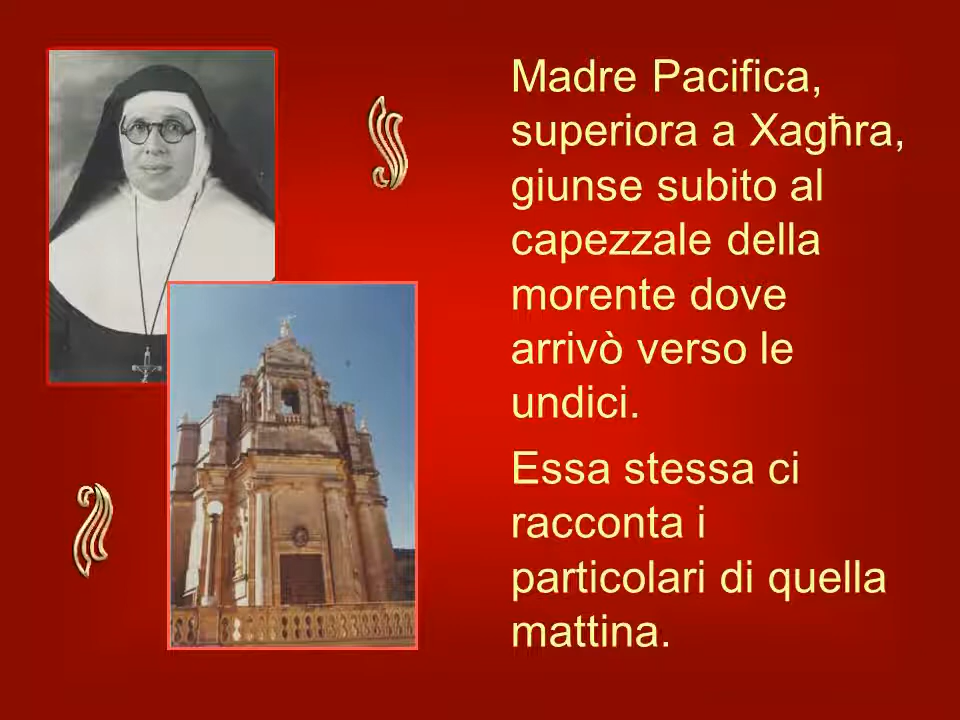 Madre Pacifica,
superiora a Xagħra,
giunse subito al
capezzale della
morente dove
arrivò verso le
undici.
Essa stessa ci
racconta i
particolari di quella
mattina.